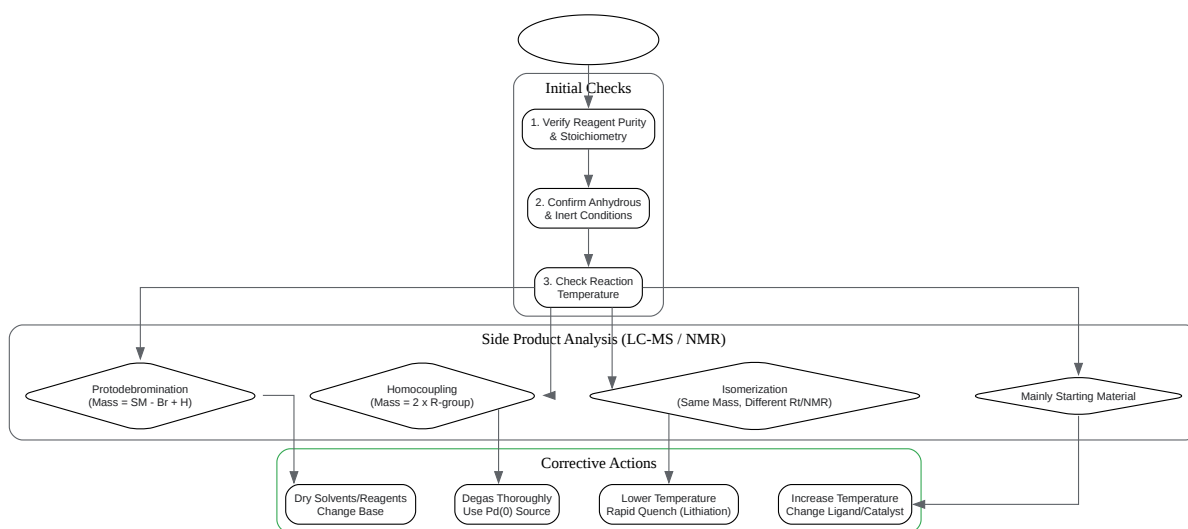 Initial Checks
1. Verify Reagent Purity
& Stoichiometry
2. Confirm Anhydrous
& Inert Conditions
3. Check Reaction
Temperature
Side Product Analysis (LC-MS / NMR)
Protodebromination
(Mass = SM - Br + H)
Homocoupling
(Mass = 2 x R-group)
Isomerization
(Same Mass, Different Rt/NMR)
Mainly Starting Material
Corrective Actions
Dry Solvents/Reagents
Change Base
Degas Thoroughly
Use Pd(0) Source
Lower Temperature
Rapid Quench (Lithiation)
Increase Temperature
Change Ligand/Catalyst